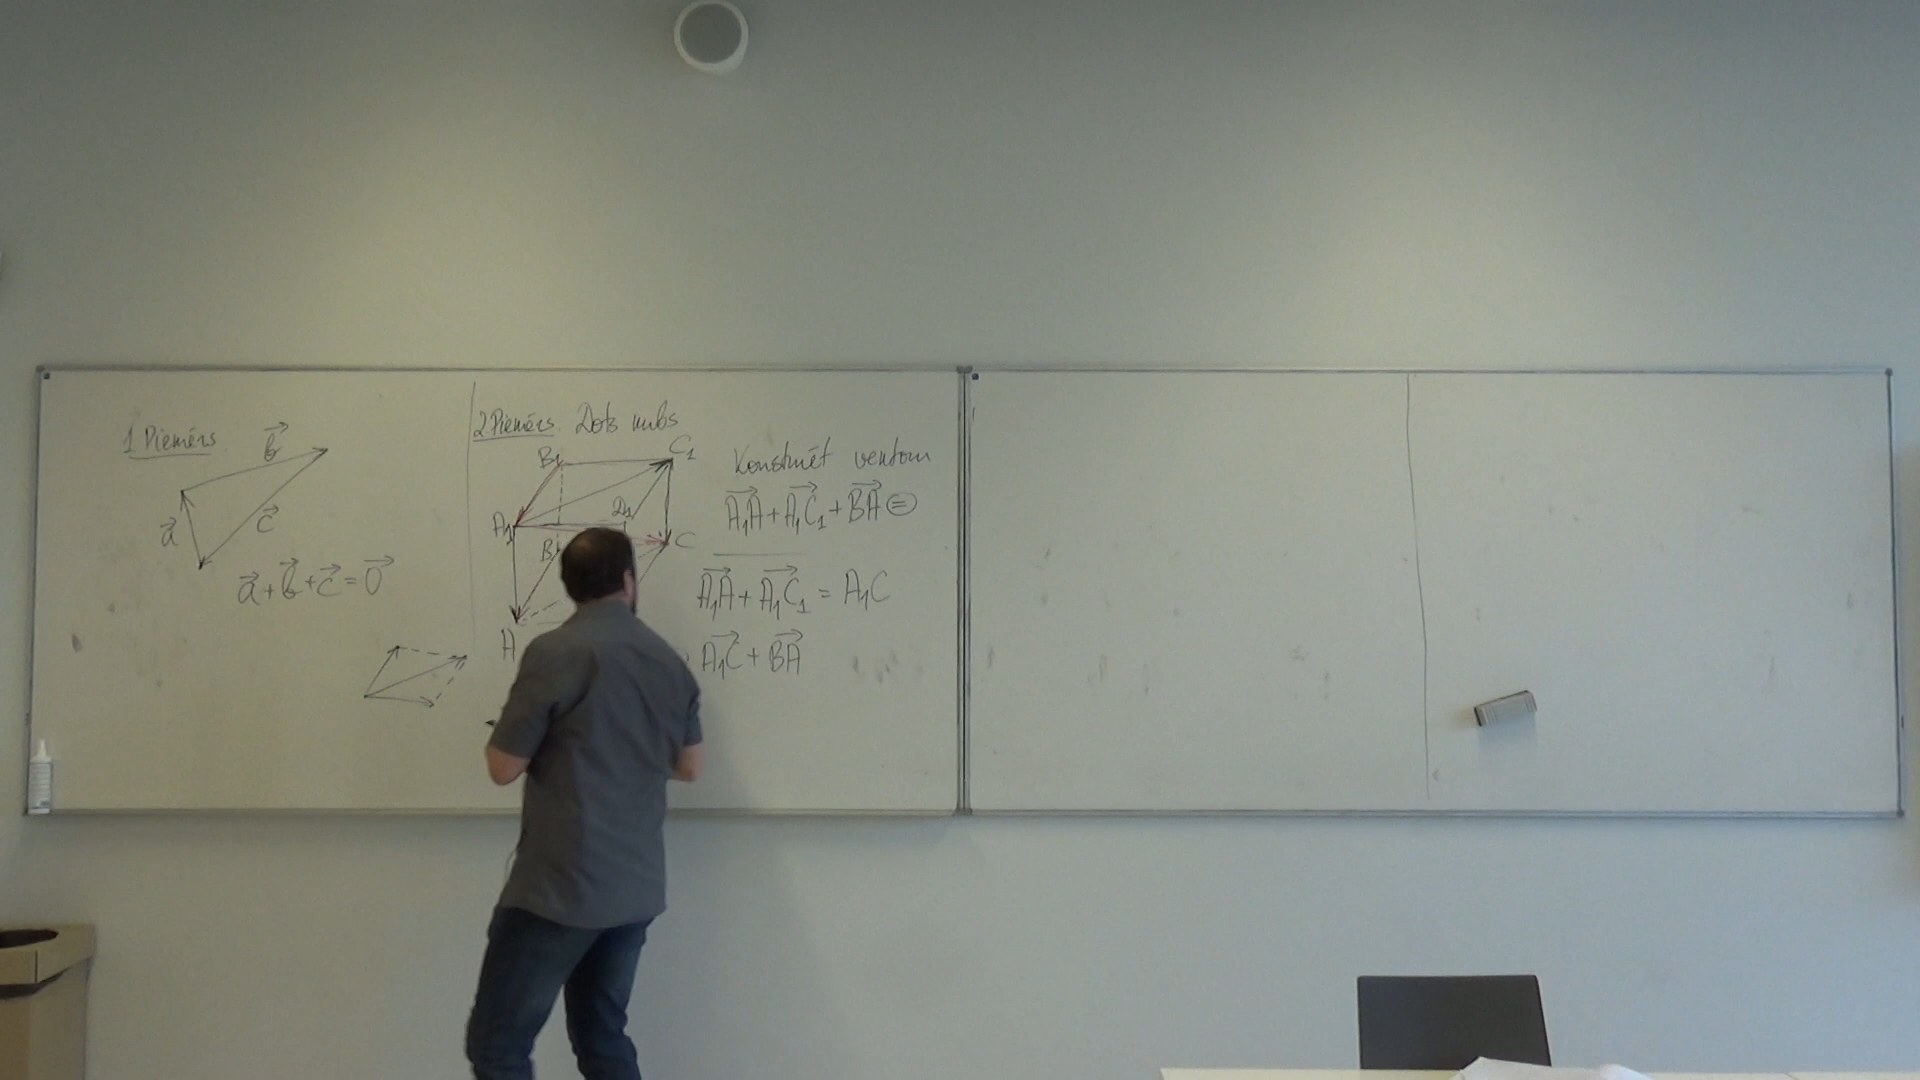 1 Piemērs
b⃗
a⃗
c⃗
a⃗ + b⃗ + c⃗ = 0⃗
2 Piemērs Dots kubs
B₁
C₁
A₁
D₁
B
C
A
Konstruēt vektoru
A₁A⃗ + A₁C₁⃗ + BA⃗ =
A₁A⃗ + A₁C₁⃗ = A₁C
A₁C⃗ + BA⃗